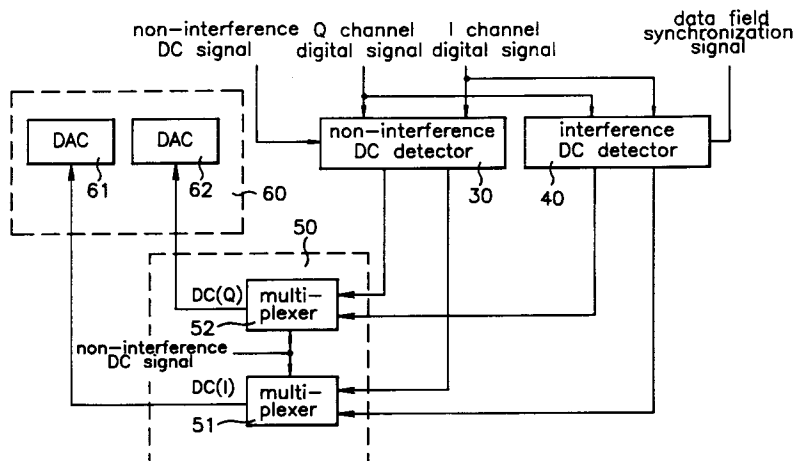 non-interference
DC signal
Q channel
digital signal
I channel
digital signal
data field
synchronization
signal
DAC
DAC
non-interference
DC detector
interference
DC detector
61
62
60
30
40
50
DC(Q)
multi-
plexer
52
non-interference
DC signal
DC(I)
multi-
plexer
51